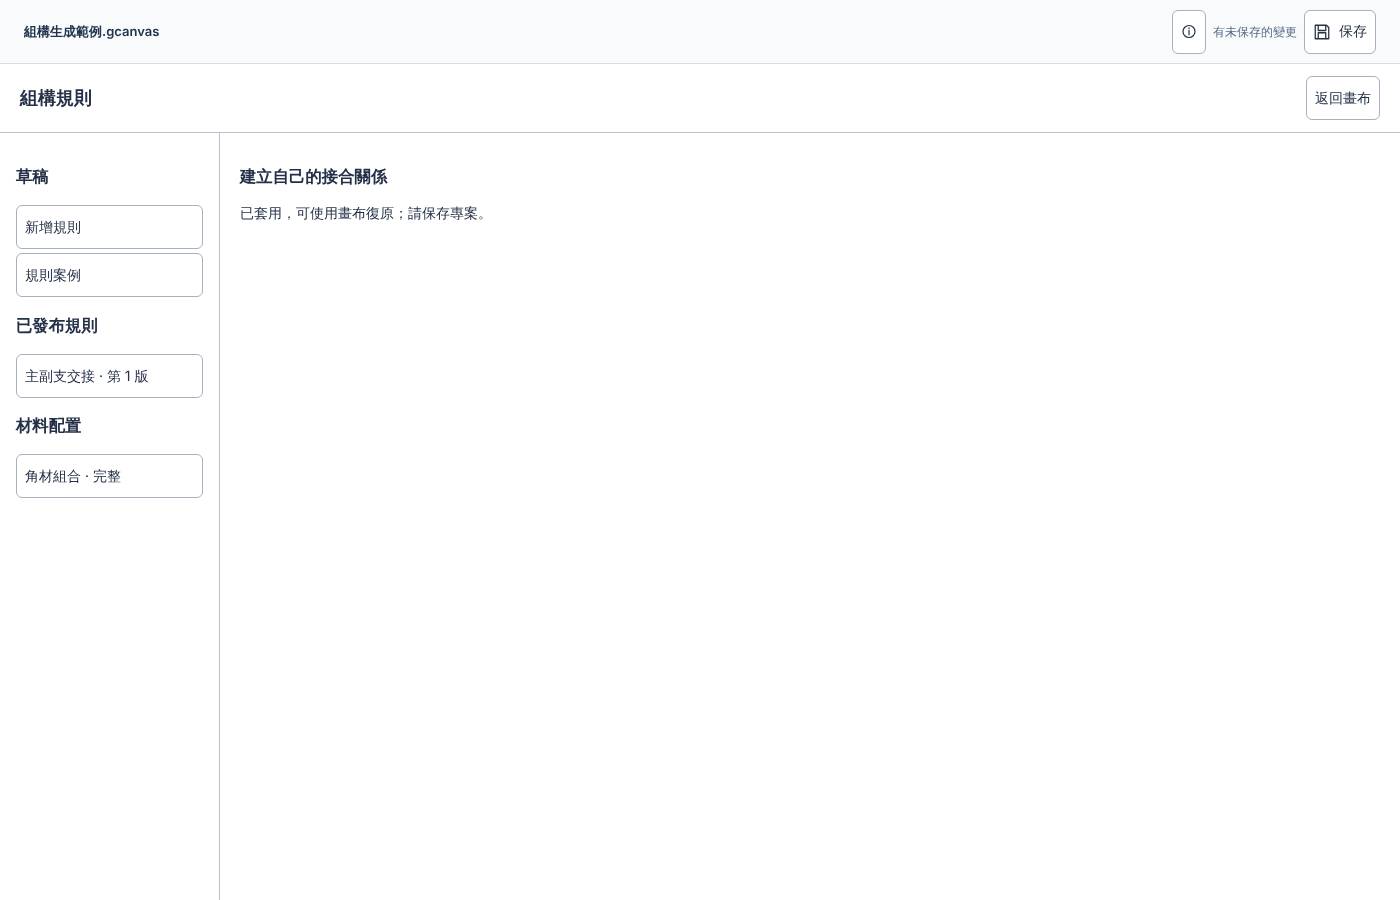 組構生成範例.gcanvas
有未保存的變更
保存
組構規則
返回畫布
草稿
新增規則
規則案例
已發布規則
主副支交接 · 第 1 版
材料配置
角材組合 · 完整
建立自己的接合關係
已套用，可使用畫布復原；請保存專案。